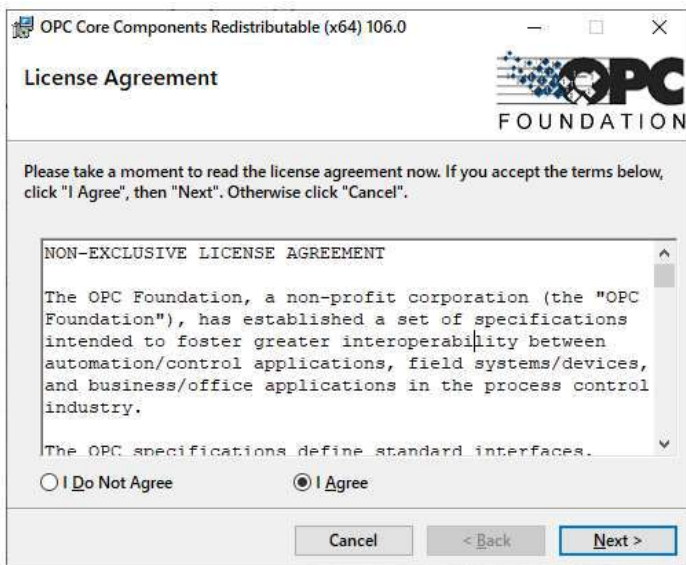 OPC Core Components Redistributable (x64) 106.0
License Agreement
OPC
FOUNDATION
Please take a moment to read the license agreement now. If you accept the terms below,
click "I Agree", then "Next". Otherwise click "Cancel".
NON-EXCLUSIVE LICENSE AGREEMENT
The OPC Foundation, a non-profit corporation (the "OPC
Foundation"), has established a set of specifications
intended to foster greater interoperability between
automation/control applications, field systems/devices,
and business/office applications in the process control
industry.
The OPC specifications define standard interfaces,
I Do Not Agree
I Agree
Cancel
< Back
Next >